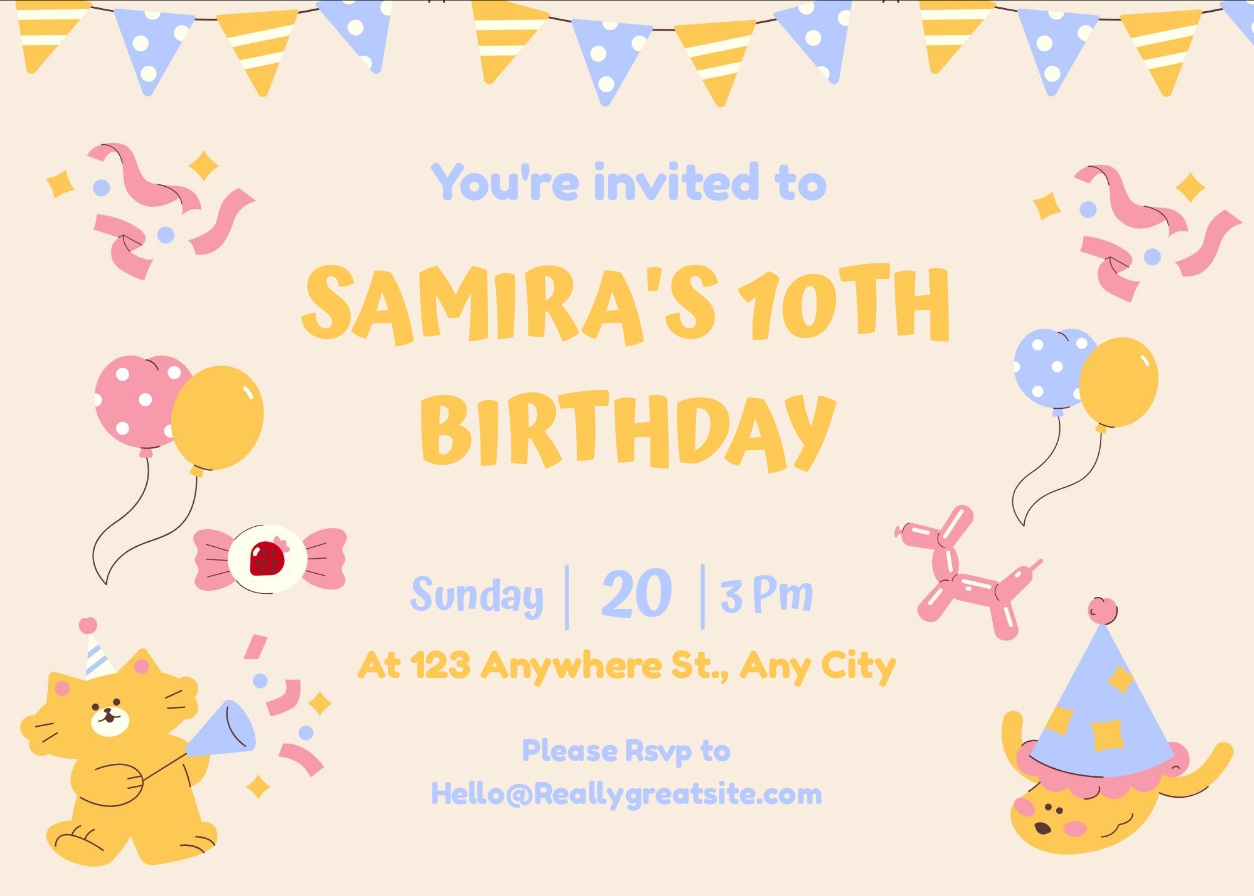 You're invited to
SAMIRA'S 10TH
BIRTHDAY
Sunday | 20 | 3 Pm
At 123 Anywhere St., Any City
Please Rsvp to
Hello@Reallygreatsite.com